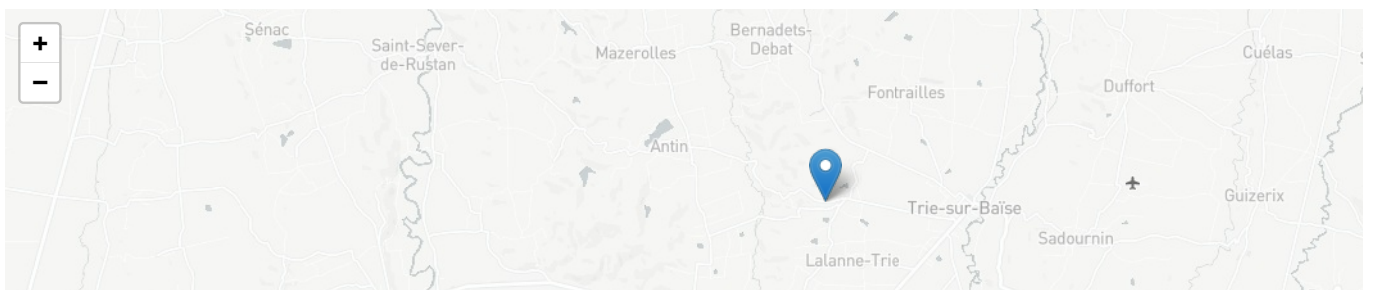 +
−
Sénac
Saint-Sever-
de-Rustan
Mazerolles
Bernadets-
Debat
Cuélas
Fontrailles
Duffort
Antin
Trie-sur-Baïse
Guizerix
Sadournin
Lalanne-Trie